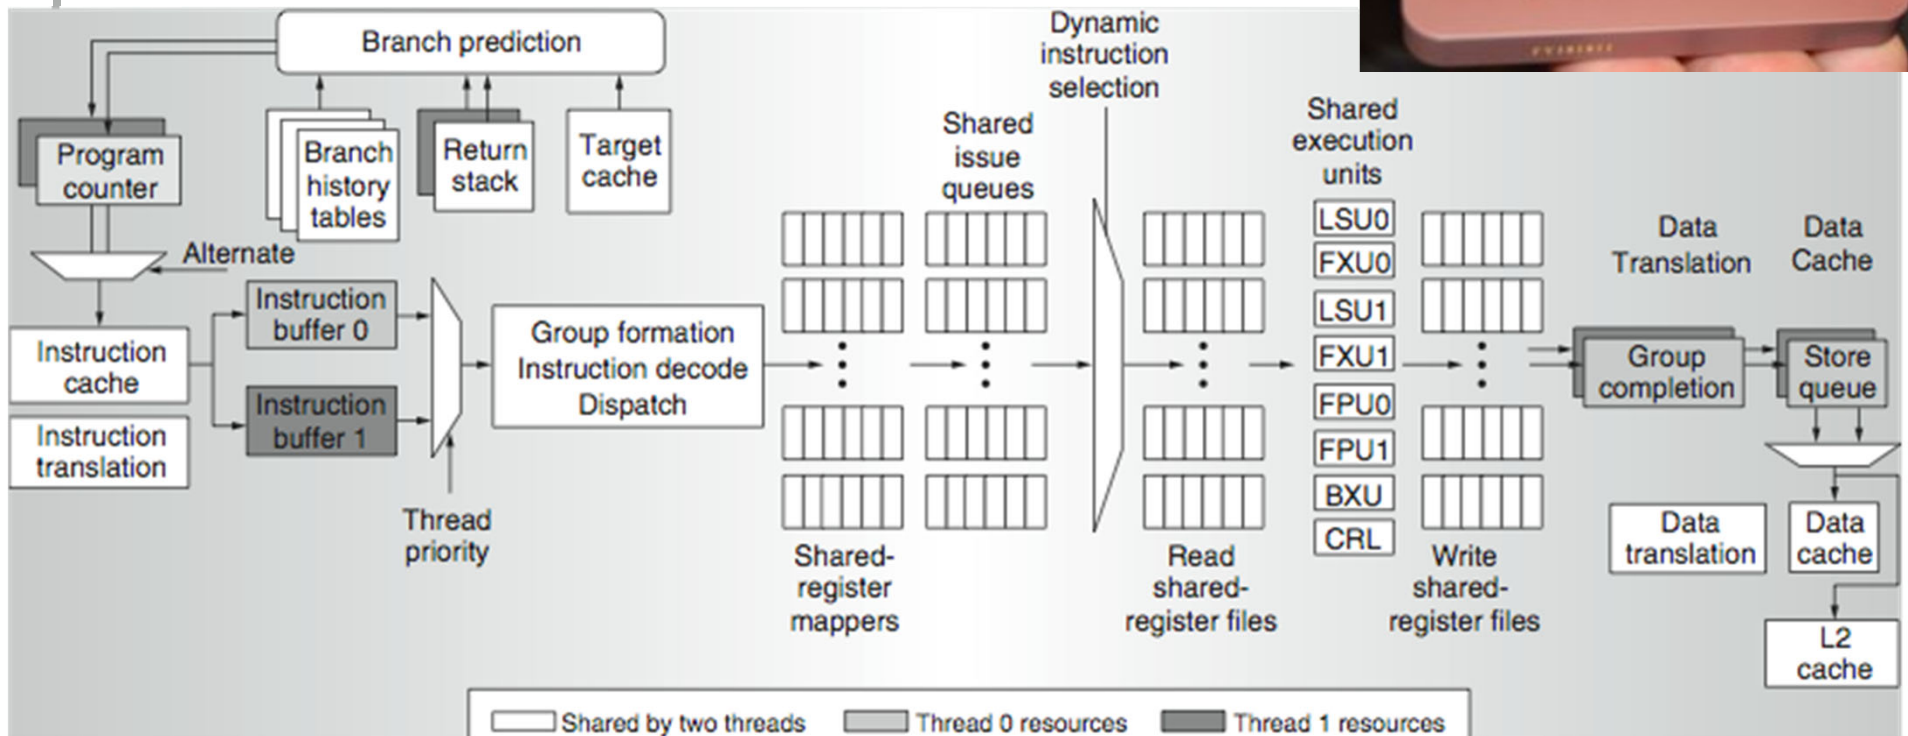 Branch prediction
Dynamic
instruction
selection
Program
counter
Branch
history
tables
Return
stack
Target
cache
Shared
issue
queues
Shared
execution
units
Alternate
Instruction
cache
Instruction
translation
Instruction
buffer 0
Instruction
buffer 1
Thread
priority
Group formation
Instruction decode
Dispatch
Shared-
register
mappers
Read
shared-
register files
LSU0
FXU0
LSU1
FXU1
FPU0
FPU1
BXU
CRL
Write
shared-
register files
Data
Translation
Data
Cache
Group
completion
Store
queue
Data
translation
Data
cache
L2
cache
Shared by two threads
Thread 0 resources
Thread 1 resources